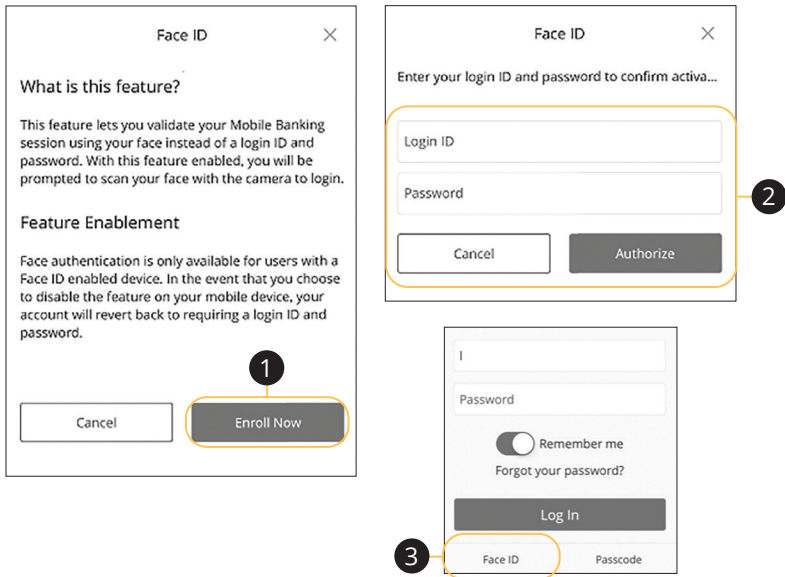 Face ID
What is this feature?
This feature lets you validate your Mobile Banking
session using your face instead of a login ID and
password. With this feature enabled, you will be
prompted to scan your face with the camera to login.
Feature Enablement
Face authentication is only available for users with a
Face ID enabled device. In the event that you choose
to disable the feature on your mobile device, your
account will revert back to requiring a login ID and
password.
1
Cancel Enroll Now
Face ID
Enter your login ID and password to confirm activa...
Login ID
Password
2
Cancel Authorize
I
Password
Remember me
Forgot your password?
Log In
3
Face ID Passcode